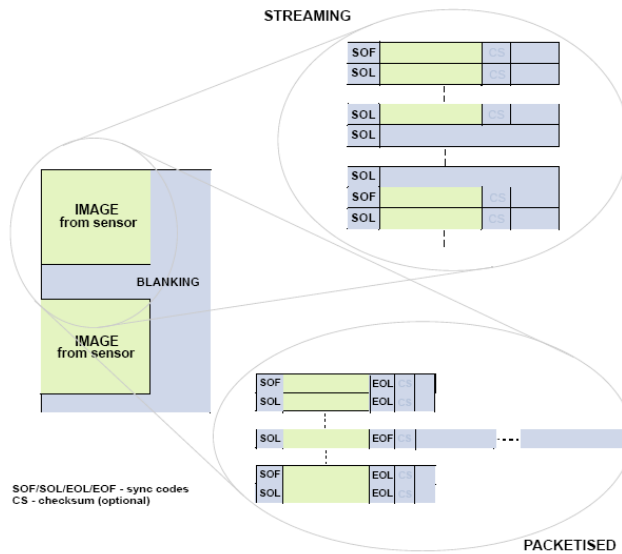 STREAMING
SOF CS
SOL CS
SOL CS
SOL
SOL
SOF CS
SOL CS
IMAGE
from sensor
BLANKING
IMAGE
from sensor
SOF EOL CS
SOL EOL CS
SOL EOF CS
SOF EOL CS
SOL EOL CS
SOF/SOL/EOL/EOF - sync codes
CS - checksum (optional)
PACKETISED